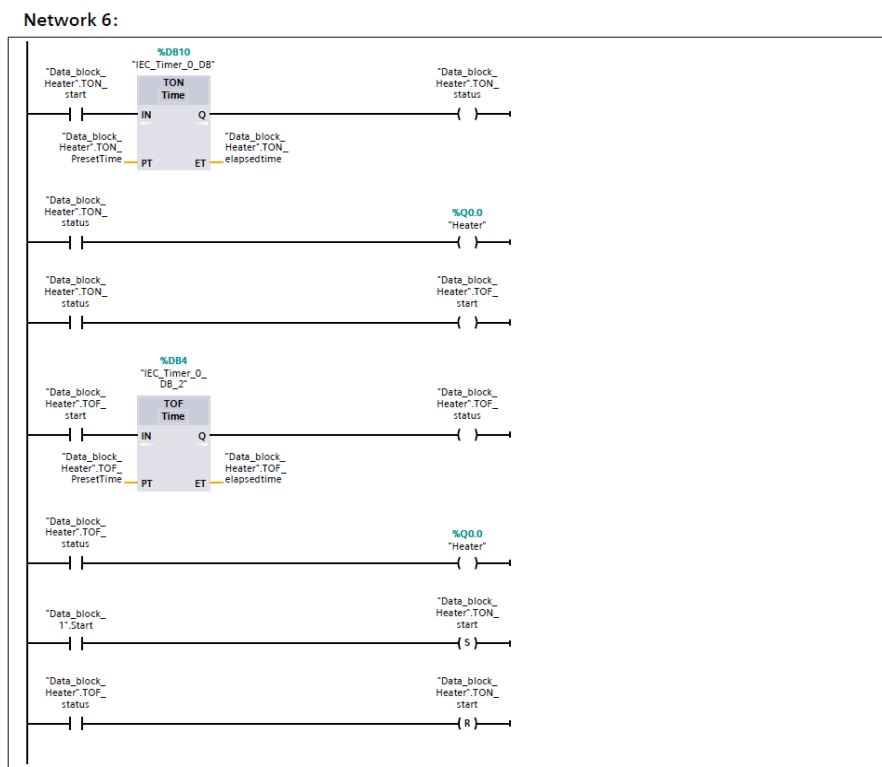 Network 6:
%DB10
"IEC_Timer_0_DB"
"Data_block_
Heater".TON_
start
TON
Time
"Data_block_
Heater".TON_
status
IN
Q
( )
"Data_block_
Heater".TON_
PresetTime
PT
ET
"Data_block_
Heater".TON_
elapsedtime
"Data_block_
Heater".TON_
status
%Q0.0
"Heater"
( )
"Data_block_
Heater".TON_
status
"Data_block_
Heater".TOF_
start
( )
%DB4
"IEC_Timer_0_
DB_2"
"Data_block_
Heater".TOF_
start
TOF
Time
"Data_block_
Heater".TOF_
status
IN
Q
( )
"Data_block_
Heater".TOF_
PresetTime
PT
ET
"Data_block_
Heater".TOF_
elapsedtime
"Data_block_
Heater".TOF_
status
%Q0.0
"Heater"
( )
"Data_block_
1".Start
"Data_block_
Heater".TON_
start
( S )
"Data_block_
Heater".TOF_
status
"Data_block_
Heater".TON_
start
( R )